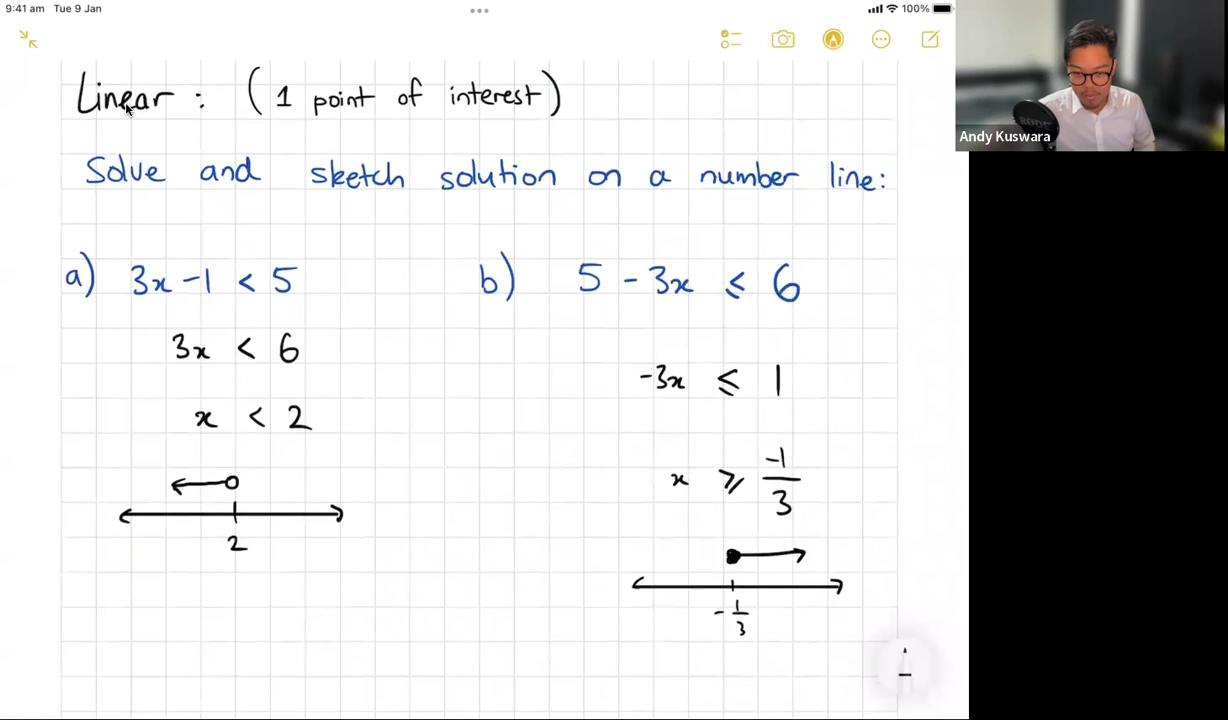 9:41 am Tue 9 Jan
100%
Linear : (1 point of interest)
Andy Kuswara
Solve and sketch solution on a number line:
a) 3x - 1 < 5
3x < 6
x < 2
2
b) 5 - 3x ⩽ 6
-3x ⩽ 1
x ⩾ -1/3
-1/3